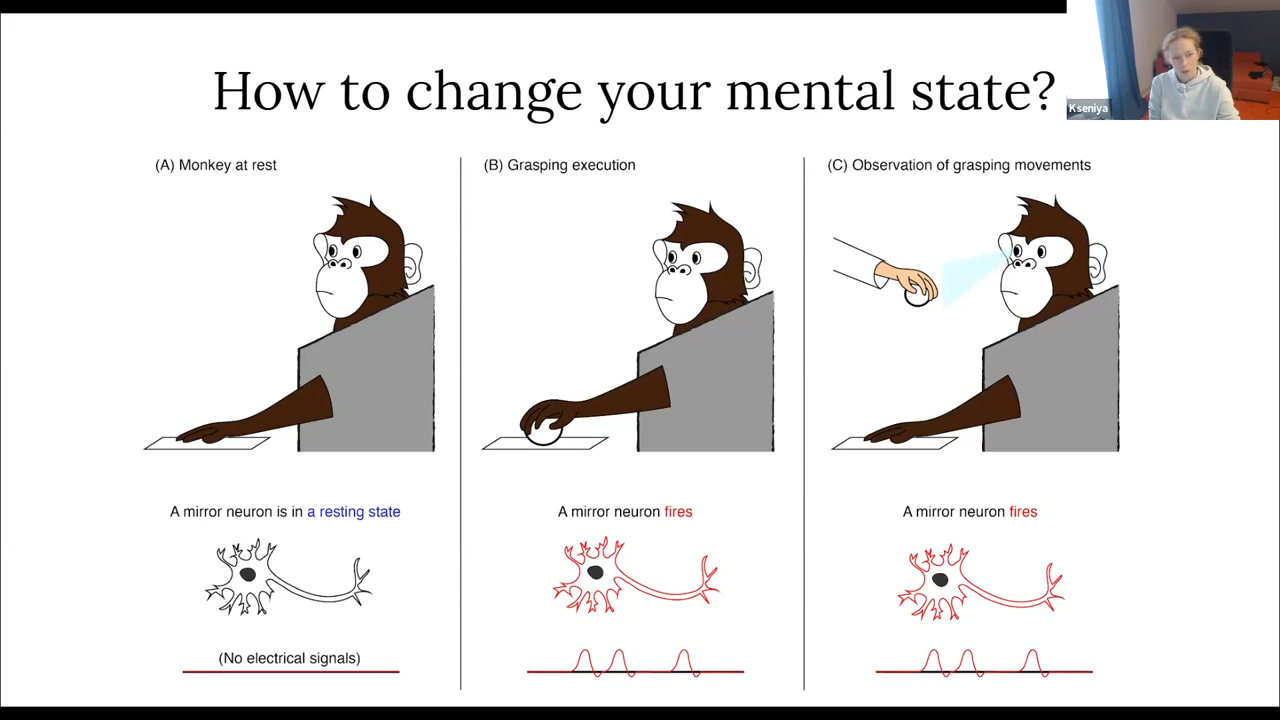 How to change your mental state?
Kseniya
(A) Monkey at rest
(B) Grasping execution
(C) Observation of grasping movements
A mirror neuron is in a resting state
A mirror neuron fires
A mirror neuron fires
(No electrical signals)